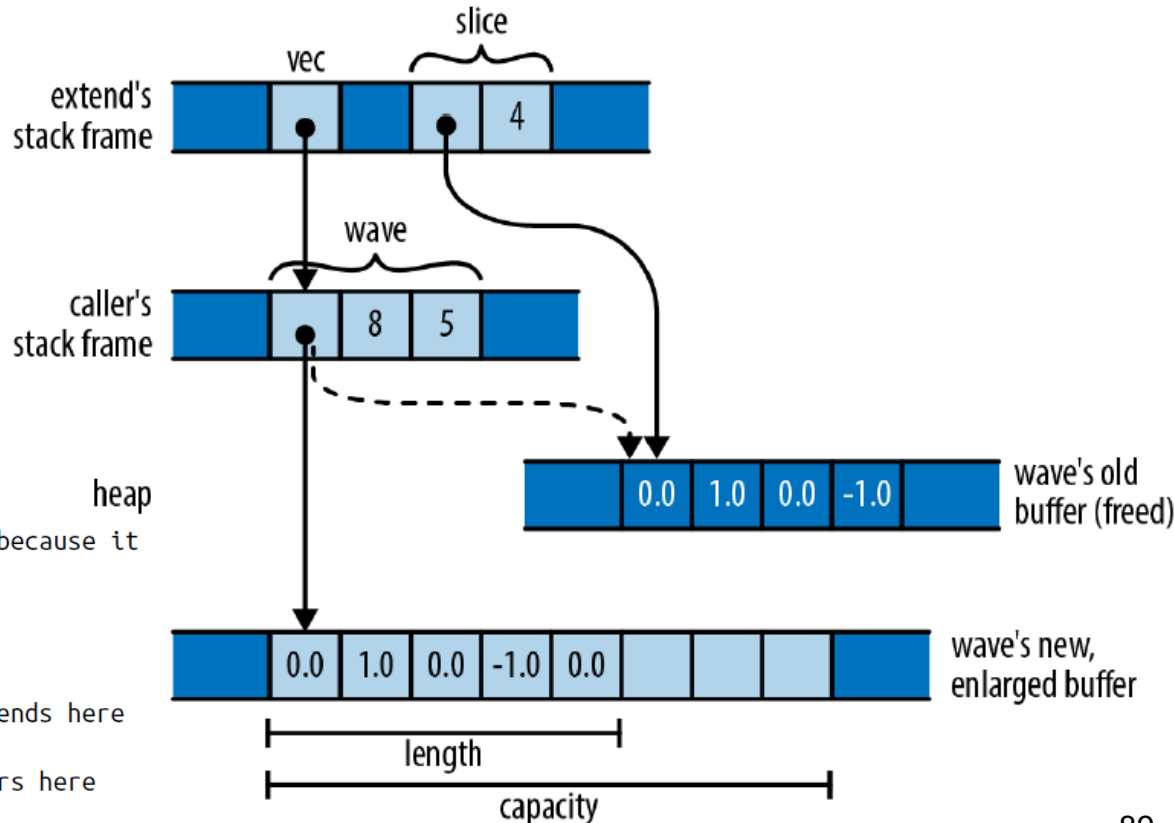 slice
vec
extend's
stack frame
4
wave
caller's
stack frame
8 5
heap
0.0 1.0 0.0 -1.0
wave's old
buffer (freed)
because it
0.0 1.0 0.0 -1.0 0.0
wave's new,
enlarged buffer
ends here
length
rs here
capacity